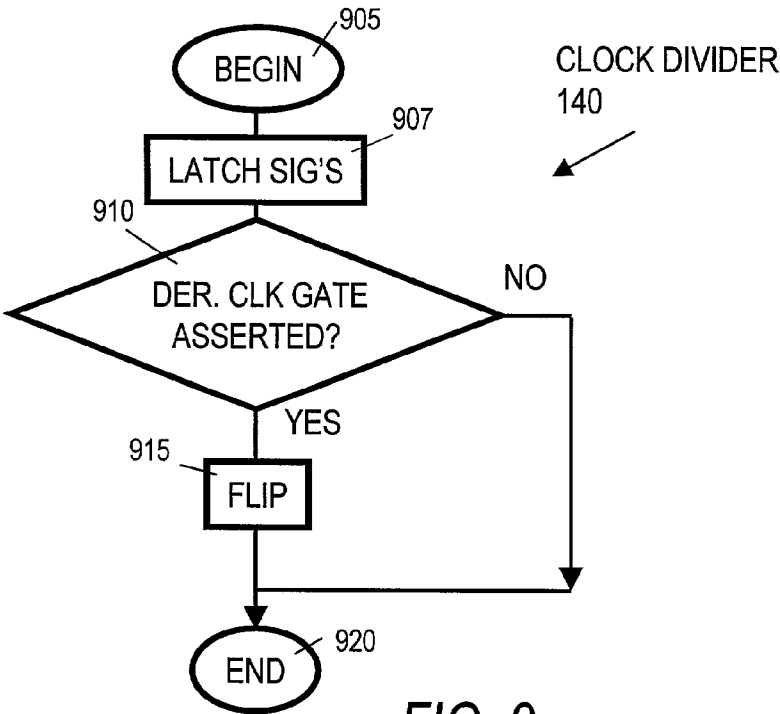 905
BEGIN
CLOCK DIVIDER
140
907
LATCH SIG'S
910
DER. CLK GATE
ASSERTED?
NO
YES
915
FLIP
920
END